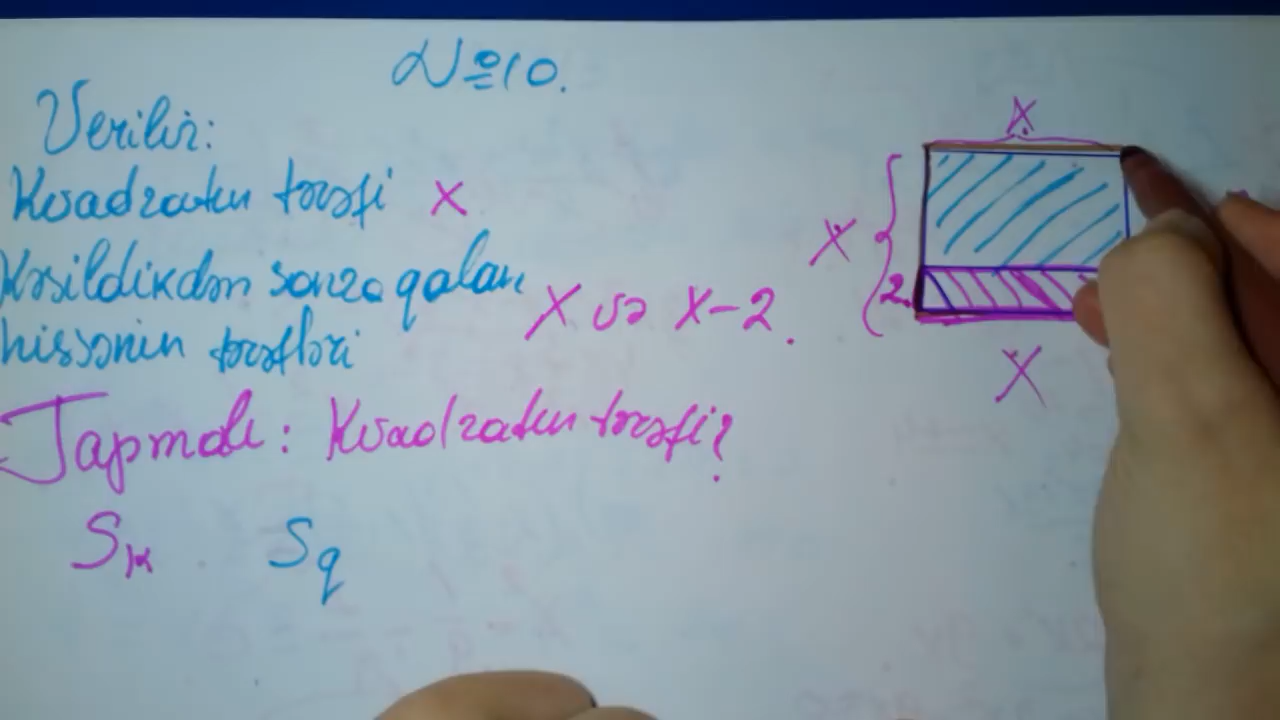 №10.
Verilir:
Kvadratın tərəfi x
Kəsildikdən sonra qalan
hissənin tərəfləri x və x-2.
Tapmalı: Kvadratın tərəfi?
Sk Sq
x
x
2
x